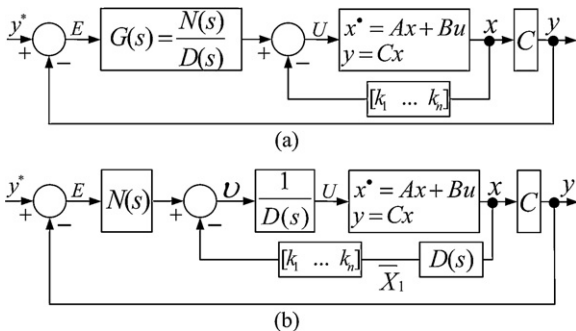 y* E G(s) = N(s)/D(s) U x• = Ax + Bu x C y
+ − + − y = Cx
[k₁ ... kₙ]
(a)
y* E N(s) υ 1/D(s) U x• = Ax + Bu x C y
+ − + − y = Cx
[k₁ ... kₙ] X̅₁ D(s)
(b)